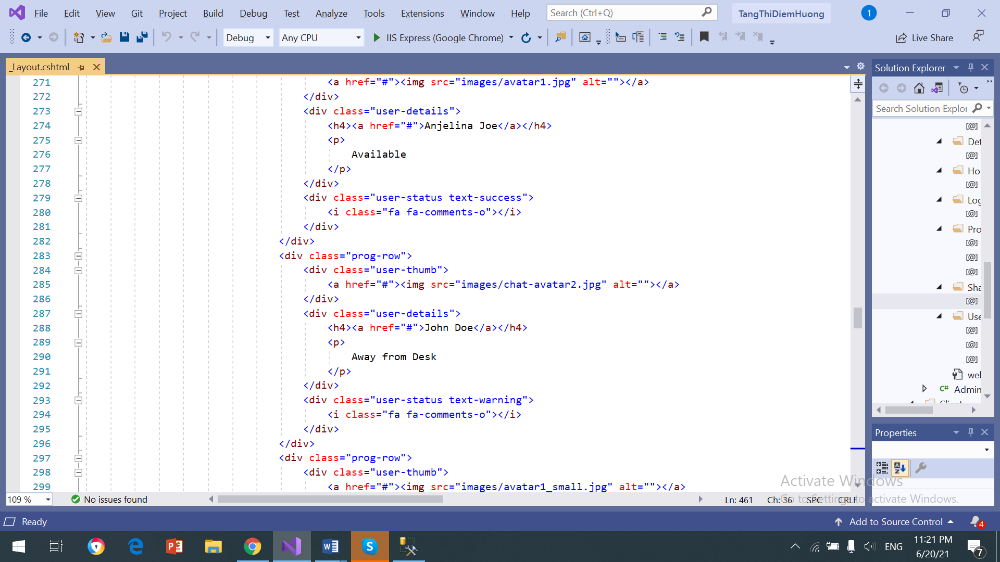 File Edit View Git Project Build Debug Test Analyze Tools Extensions Window Help Search (Ctrl+Q) TangThiDiemHuong 1
Debug Any CPU IIS Express (Google Chrome) Live Share
_Layout.cshtml
271 <a href="#"><img src="images/avatar1.jpg" alt=""></a>
272 </div>
273 <div class="user-details">
274 <h4><a href="#">Anjelina Joe</a></h4>
275 <p>
276 Available
277 </p>
278 </div>
279 <div class="user-status text-success">
280 <i class="fa fa-comments-o"></i>
281 </div>
282 </div>
283 <div class="prog-row">
284 <div class="user-thumb">
285 <a href="#"><img src="images/chat-avatar2.jpg" alt=""></a>
286 </div>
287 <div class="user-details">
288 <h4><a href="#">John Doe</a></h4>
289 <p>
290 Away from Desk
291 </p>
292 </div>
293 <div class="user-status text-warning">
294 <i class="fa fa-comments-o"></i>
295 </div>
296 </div>
297 <div class="prog-row">
298 <div class="user-thumb">
299 <a href="#"><img src="images/avatar1_small.jpg" alt=""></a>
109 % No issues found Ln: 461 Ch: 36 SPC CRLF
Solution Explorer
Search Solution Explor
[@]
Det
[@]
Ho
[@]
Log
[@]
Pro
[@]
[@]
[@]
Sha
[@]
Use
[@]
[@]
[@]
wel
C# Admin
Client
Properties
Activate Windows
Go to Settings to activate Windows.
Ready Add to Source Control 4
ENG 11:21 PM
6/20/21 7